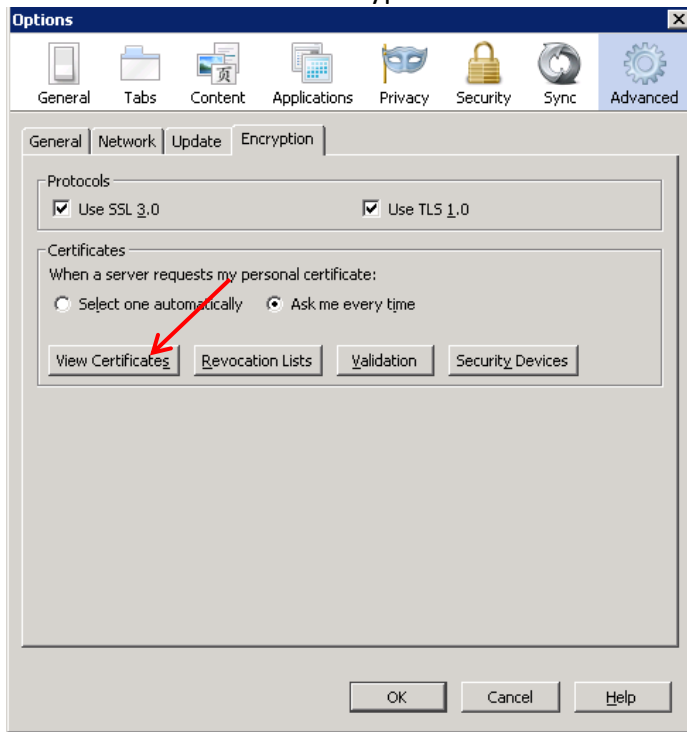 Options
General Tabs Content Applications Privacy Security Sync Advanced
General Network Update Encryption
Protocols
Use SSL 3.0 Use TLS 1.0
Certificates
When a server requests my personal certificate:
Select one automatically Ask me every time
View Certificates Revocation Lists Validation Security Devices
OK Cancel Help